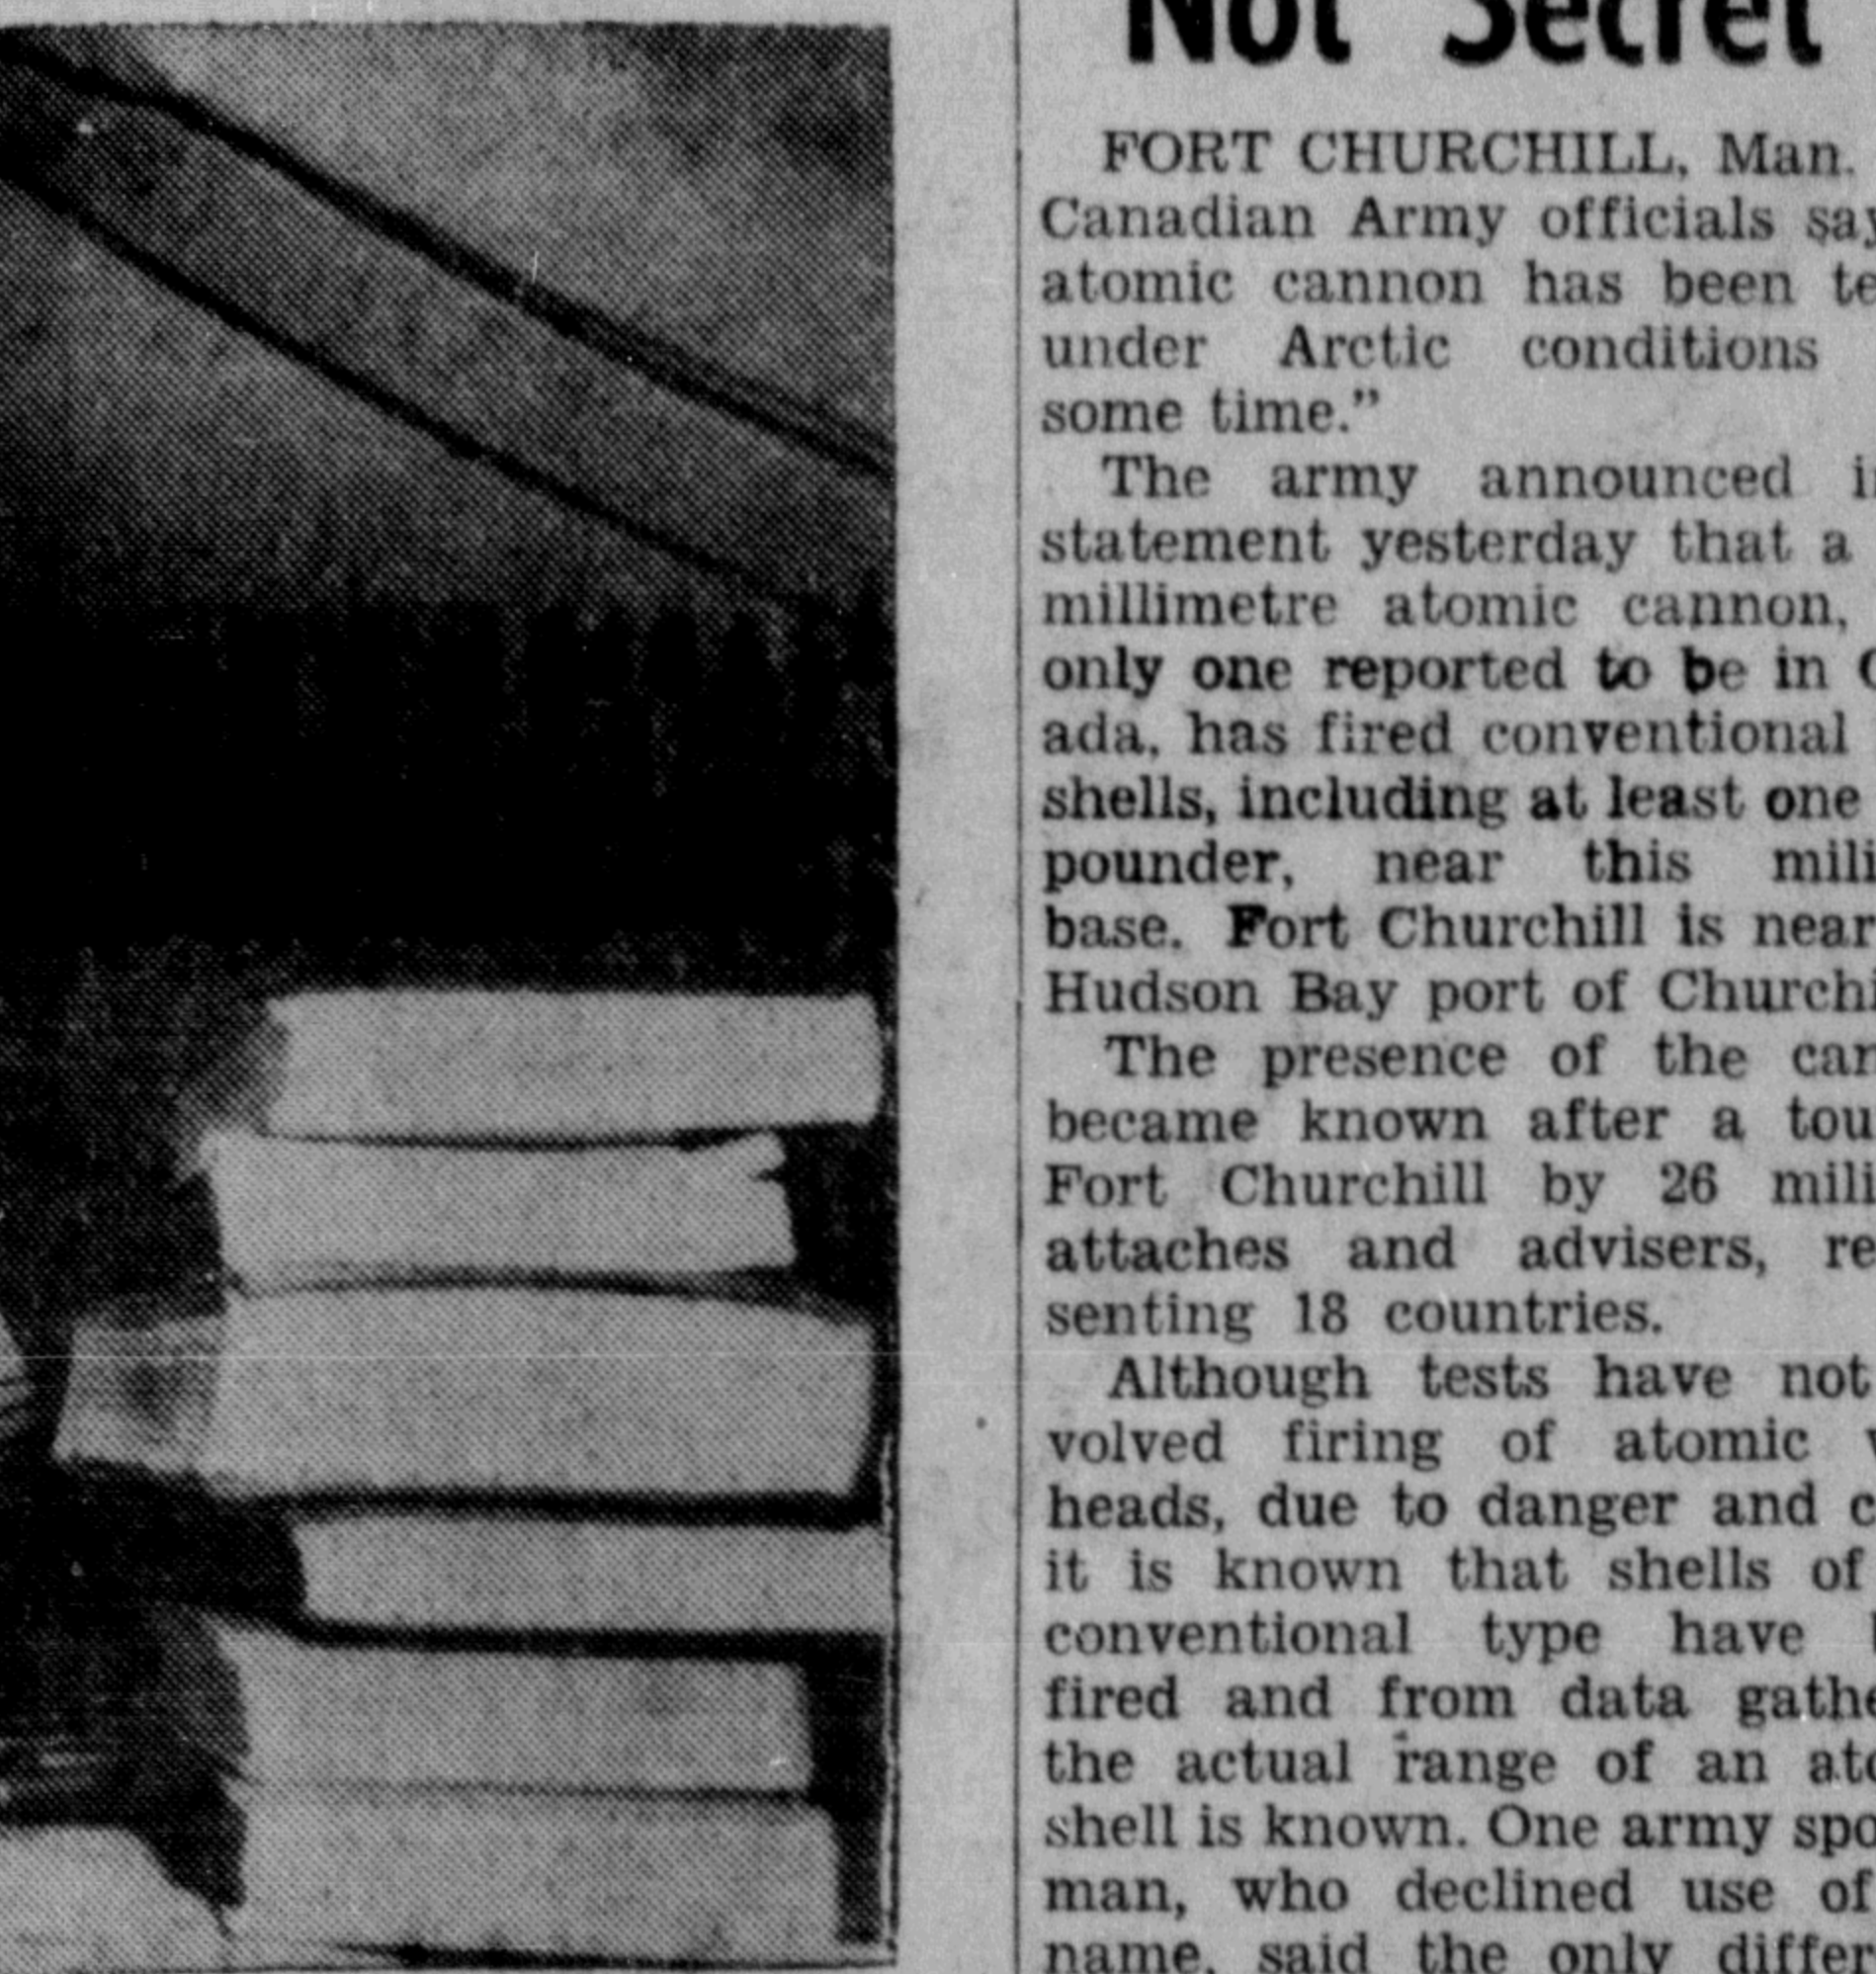 Not Secret
FORT CHURCHILL, Man.
Canadian Army officials say
atomic cannon has been te
under Arctic conditions
some time.”
The army announced i
statement yesterday that a
millimetre atomic cannon,
only one reported to be in C
ada, has fired conventional
shells, including at least one
pounder, near this mili
base. Fort Churchill is near
Hudson Bay port of Churchi
The presence of the can
became known after a tou
Fort Churchill by 26 mili
attaches and advisers, re
senting 18 countries.
Although tests have not
volved firing of atomic w
heads, due to danger and c
it is known that shells of
conventional type have b
fired and from data gathe
the actual range of an ato
shell is known. One army spo
man, who declined use of
name, said the only differ